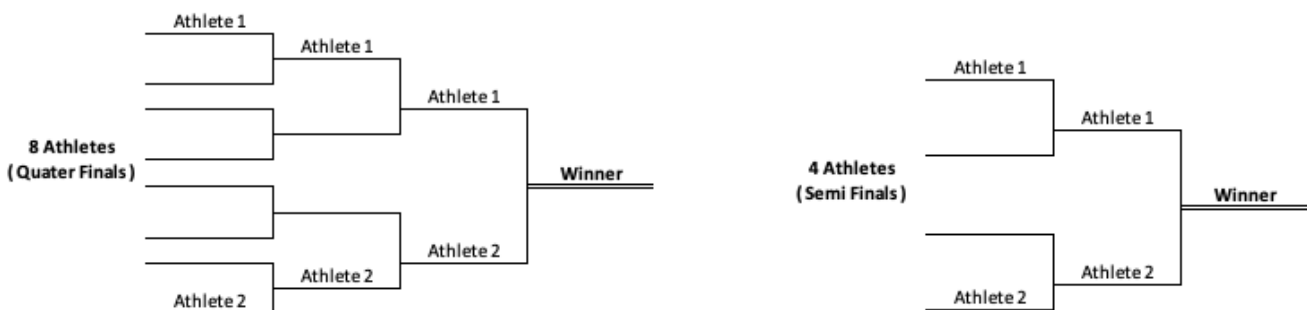 Athlete 1
Athlete 1
Athlete 1
8 Athletes
( Quater Finals )
Winner
Athlete 2
Athlete 2
Athlete 2
Athlete 1
Athlete 1
4 Athletes
( Semi Finals )
Winner
Athlete 2
Athlete 2